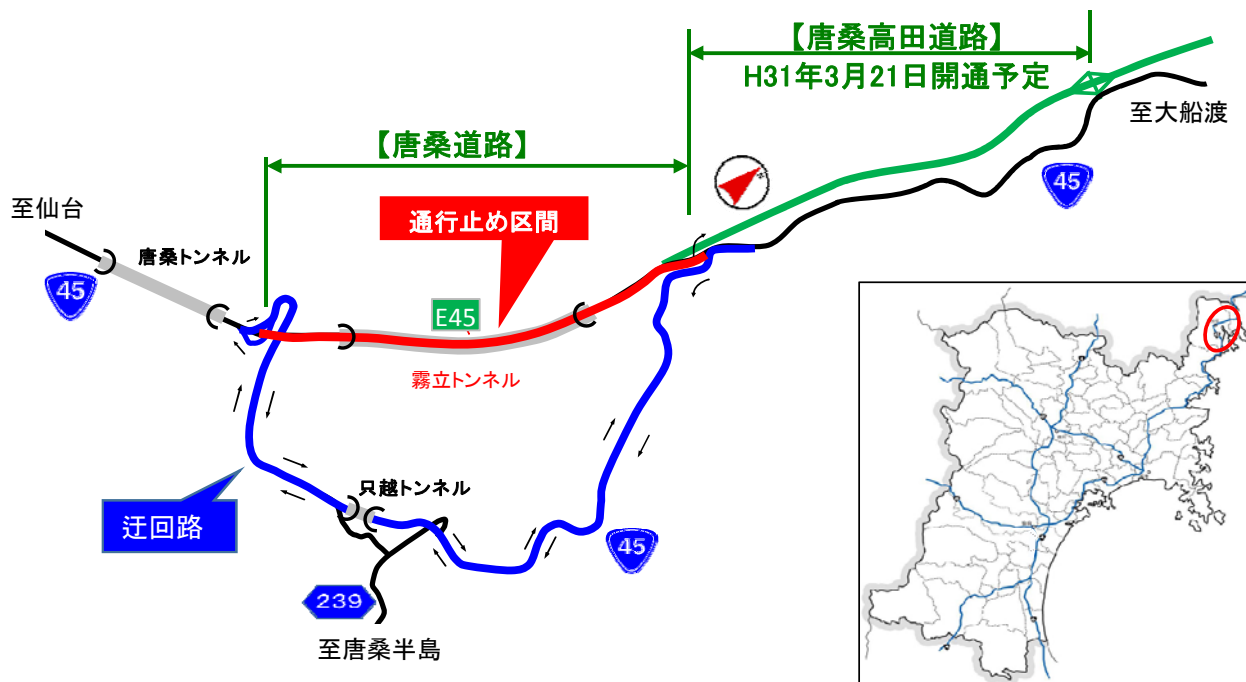 【唐桑高田道路】
H31年3月21日開通予定
至大船渡
45
【唐桑道路】
至仙台
通行止め区間
唐桑トンネル
45
E45
霧立トンネル
只越トンネル
迂回路
45
239
至唐桑半島